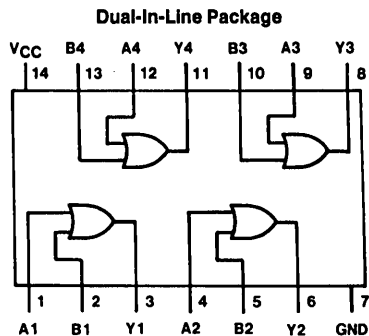 Dual-In-Line Package
VCC B4 A4 Y4 B3 A3 Y3
14 13 12 11 10 9 8
1 2 3 4 5 6 7
A1 B1 Y1 A2 B2 Y2 GND